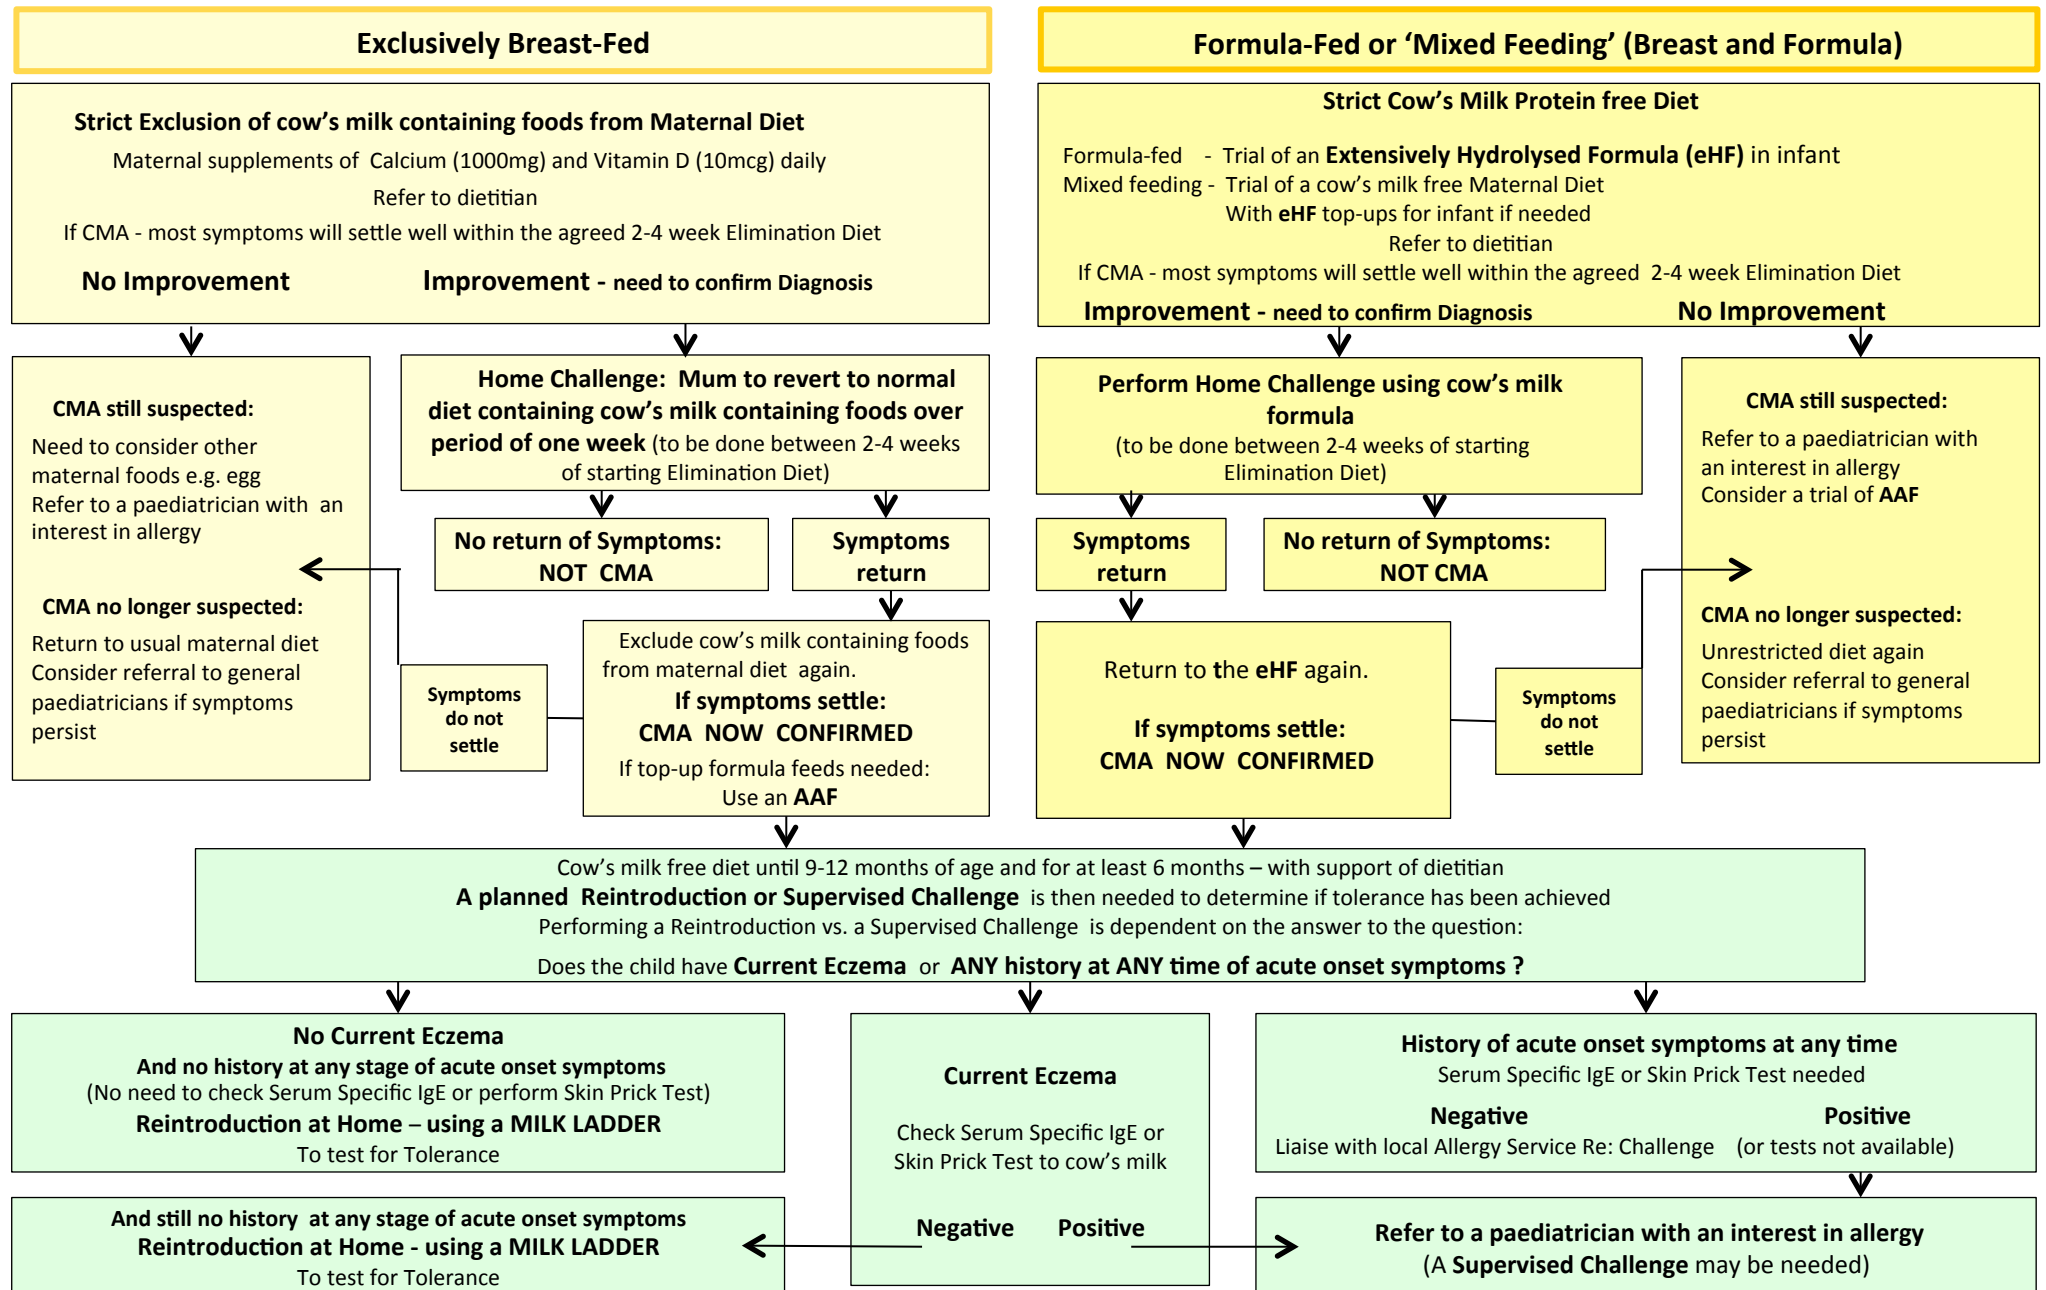 Exclusively Breast-Fed
Strict Exclusion of cow's milk containing foods from Maternal Diet
Maternal supplements of Calcium (1000mg) and Vitamin D (10mcg) daily
Refer to dietitian
If CMA - most symptoms will settle well within the agreed 2-4 week Elimination Diet
No Improvement
Improvement - need to confirm Diagnosis
CMA still suspected:
Need to consider other
maternal foods e.g. egg
Refer to a paediatrician with an
interest in allergy
CMA no longer suspected:
Return to usual maternal diet
Consider referral to general
paediatricians if symptoms
persist
Home Challenge: Mum to revert to normal
diet containing cow's milk containing foods over
period of one week (to be done between 2-4 weeks
of starting Elimination Diet)
No return of Symptoms:
NOT CMA
Symptoms
return
Symptoms
do not
settle
Exclude cow's milk containing foods
from maternal diet again.
If symptoms settle:
CMA NOW CONFIRMED
If top-up formula feeds needed:
Use an AAF
Formula-Fed or ‘Mixed Feeding’ (Breast and Formula)
Strict Cow's Milk Protein free Diet
Formula-fed - Trial of an Extensively Hydrolysed Formula (eHF) in infant
Mixed feeding - Trial of a cow's milk free Maternal Diet
With eHF top-ups for infant if needed
Refer to dietitian
If CMA - most symptoms will settle well within the agreed 2-4 week Elimination Diet
Improvement - need to confirm Diagnosis
No Improvement
Perform Home Challenge using cow's milk
formula
(to be done between 2-4 weeks of starting
Elimination Diet)
Symptoms
return
No return of Symptoms:
NOT CMA
Return to the eHF again.
If symptoms settle:
CMA NOW CONFIRMED
Symptoms
do not
settle
CMA still suspected:
Refer to a paediatrician with
an interest in allergy
Consider a trial of AAF
CMA no longer suspected:
Unrestricted diet again
Consider referral to general
paediatricians if symptoms
persist
Cow's milk free diet until 9-12 months of age and for at least 6 months – with support of dietitian
A planned Reintroduction or Supervised Challenge is then needed to determine if tolerance has been achieved
Performing a Reintroduction vs. a Supervised Challenge is dependent on the answer to the question:
Does the child have Current Eczema or ANY history at ANY time of acute onset symptoms ?
No Current Eczema
And no history at any stage of acute onset symptoms
(No need to check Serum Specific IgE or perform Skin Prick Test)
Reintroduction at Home – using a MILK LADDER
To test for Tolerance
And still no history at any stage of acute onset symptoms
Reintroduction at Home - using a MILK LADDER
To test for Tolerance
Current Eczema
Check Serum Specific IgE or
Skin Prick Test to cow's milk
Negative Positive
History of acute onset symptoms at any time
Serum Specific IgE or Skin Prick Test needed
Negative Positive
Liaise with local Allergy Service Re: Challenge (or tests not available)
Refer to a paediatrician with an interest in allergy
(A Supervised Challenge may be needed)